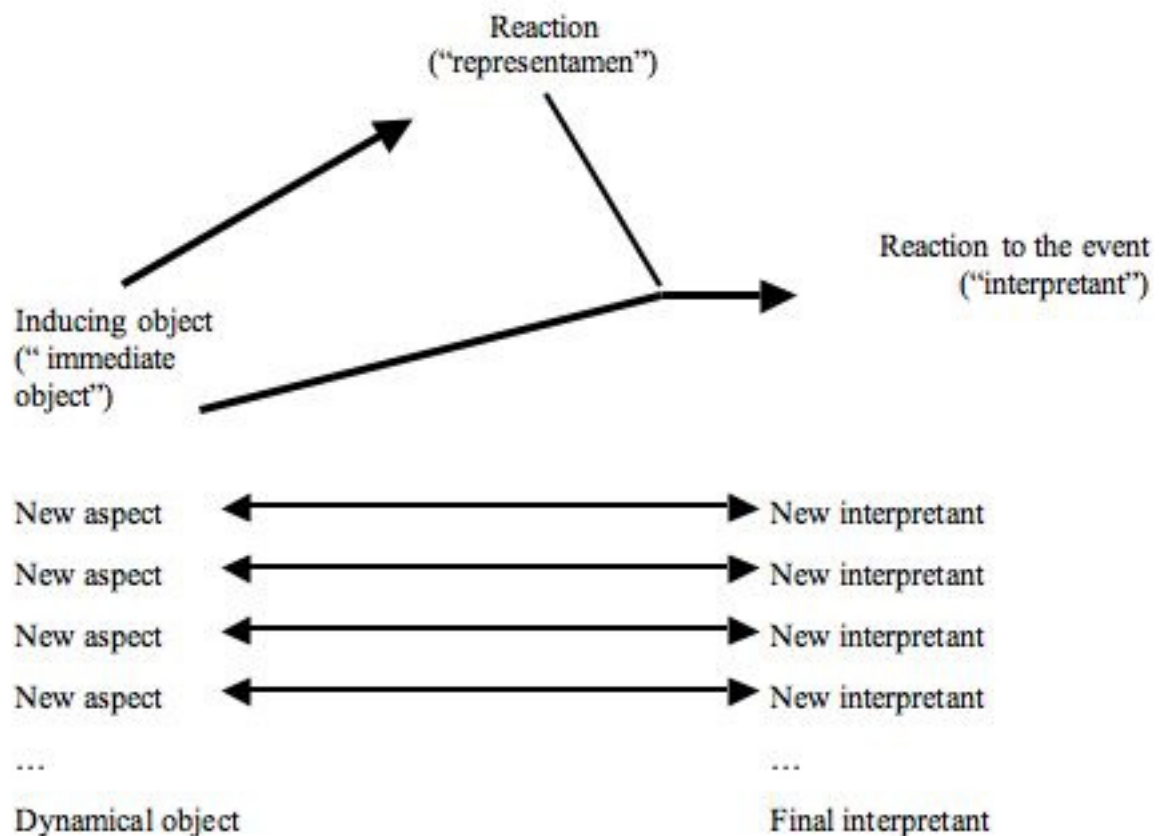 Reaction
(“representamen”)
Reaction to the event
(“interpretant”)
Inducing object
(“ immediate
object”)
New aspect New interpretant
New aspect New interpretant
New aspect New interpretant
New aspect New interpretant
... ...
Dynamical object Final interpretant